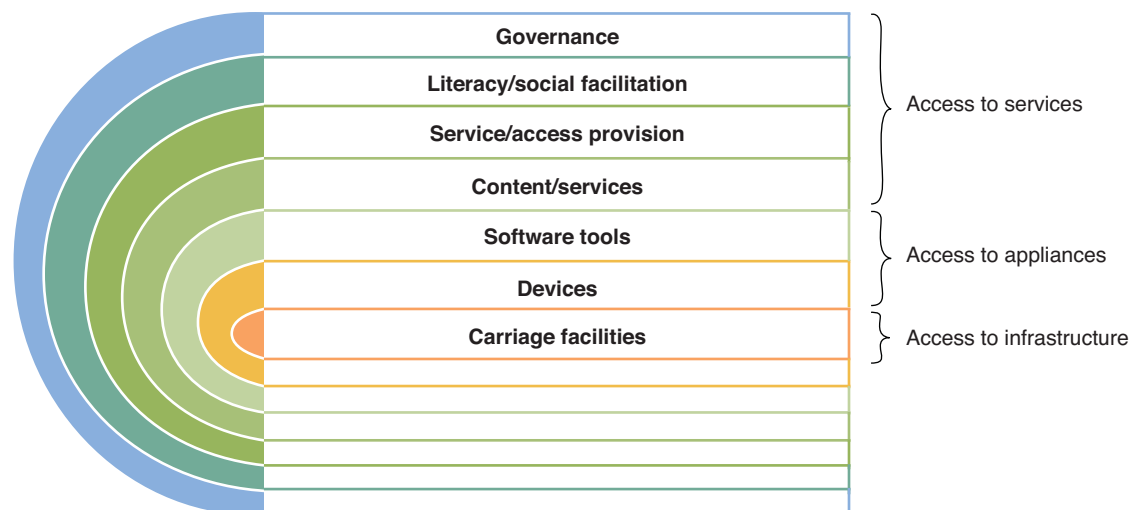 Governance
Literacy/social facilitation
Service/access provision
Content/services
Software tools
Devices
Carriage facilities
Access to services
Access to appliances
Access to infrastructure